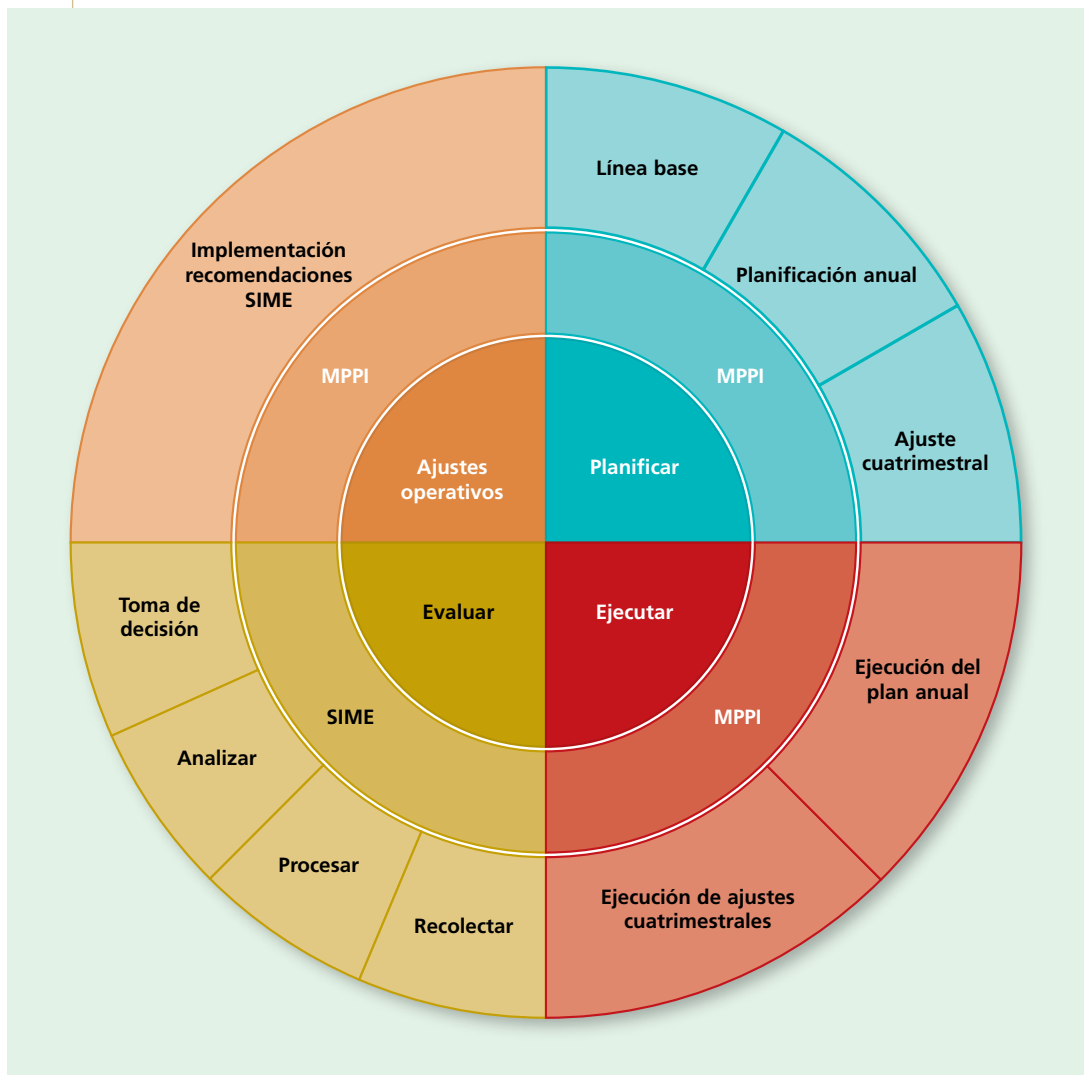 Línea base
Planificación anual
Ajuste
cuatrimestral
Implementación
recomendaciones
SIME
MPPI
MPPI
Ajustes
operativos
Planificar
Evaluar
Ejecutar
SIME
MPPI
Toma de
decisión
Analizar
Procesar
Recolectar
Ejecución del
plan anual
Ejecución de ajustes
cuatrimestrales